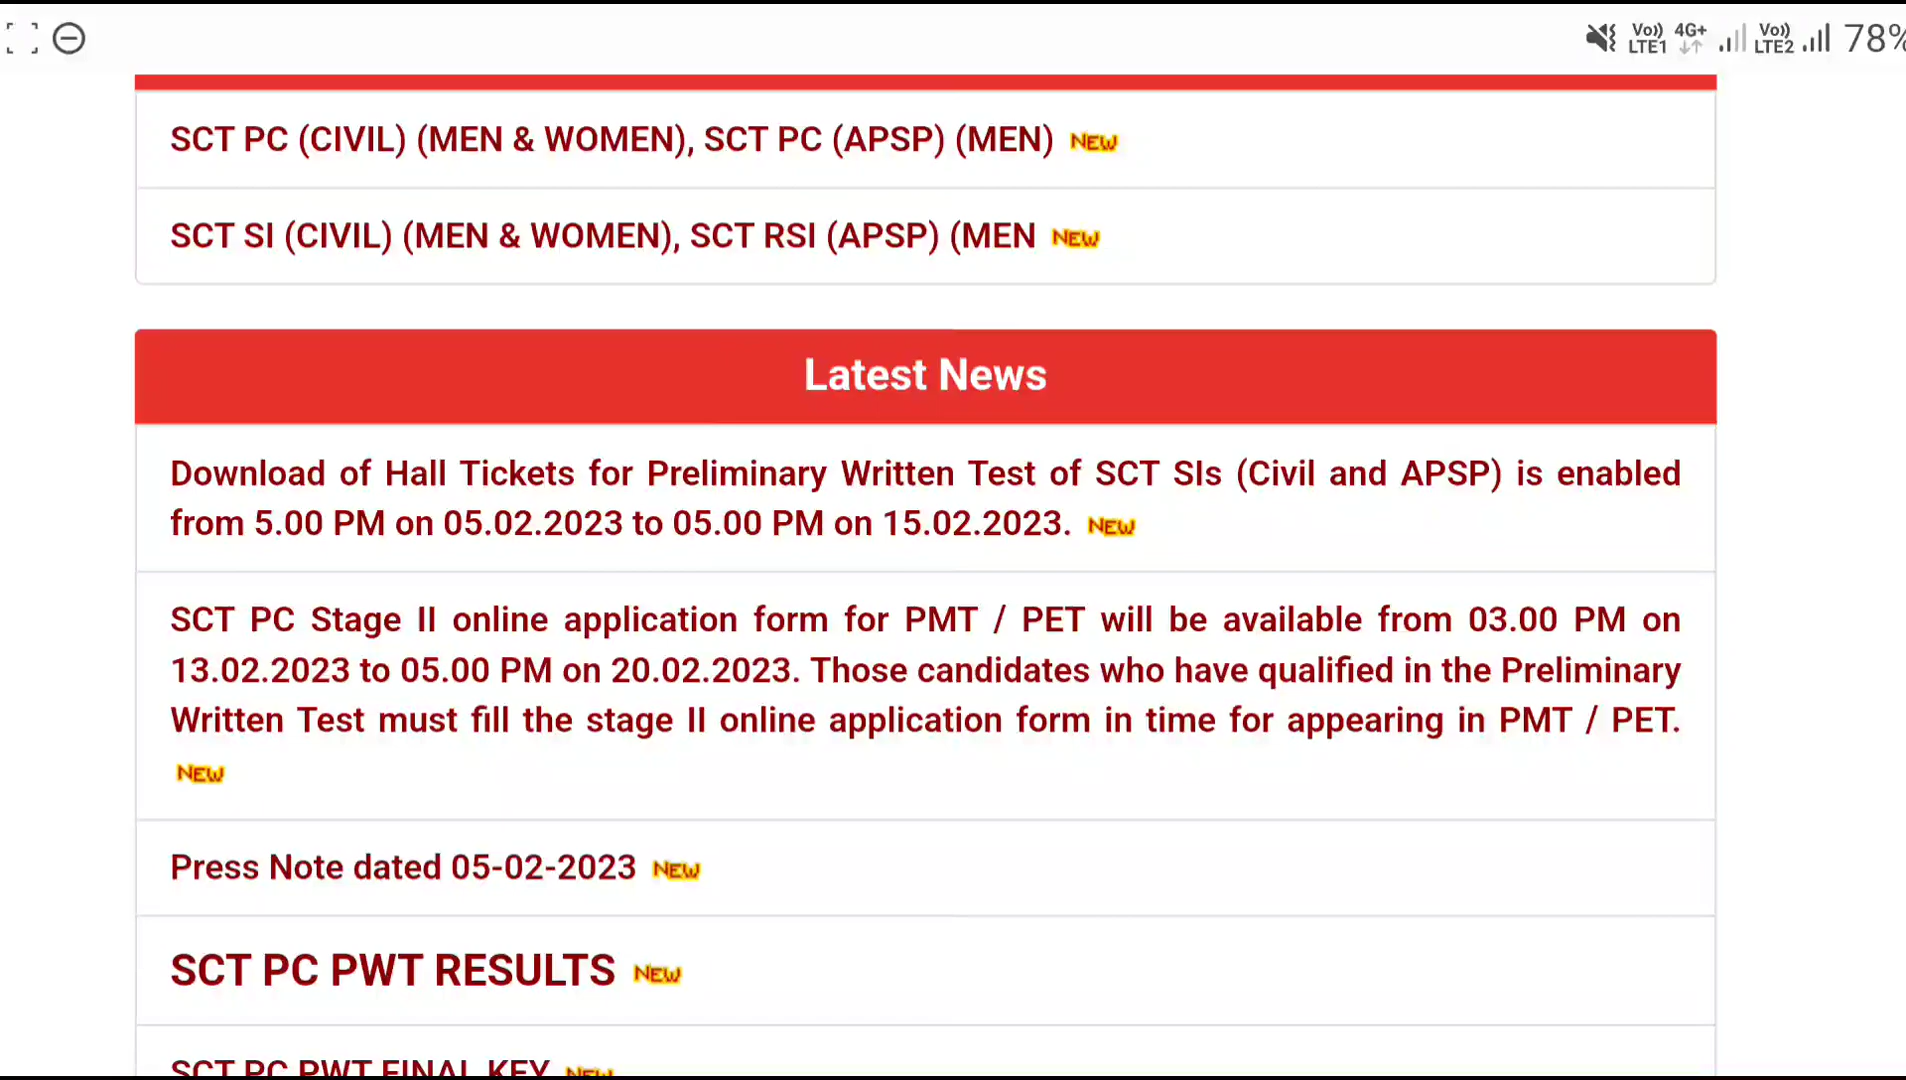 Vo)) LTE1 4G+ Vo)) LTE2 78%
SCT PC (CIVIL) (MEN & WOMEN), SCT PC (APSP) (MEN) NEW
SCT SI (CIVIL) (MEN & WOMEN), SCT RSI (APSP) (MEN NEW
Latest News
Download of Hall Tickets for Preliminary Written Test of SCT SIs (Civil and APSP) is enabled
from 5.00 PM on 05.02.2023 to 05.00 PM on 15.02.2023. NEW
SCT PC Stage II online application form for PMT / PET will be available from 03.00 PM on
13.02.2023 to 05.00 PM on 20.02.2023. Those candidates who have qualified in the Preliminary
Written Test must fill the stage II online application form in time for appearing in PMT / PET.
NEW
Press Note dated 05-02-2023 NEW
SCT PC PWT RESULTS NEW
SCT PC PWT FINAL KEY NEW